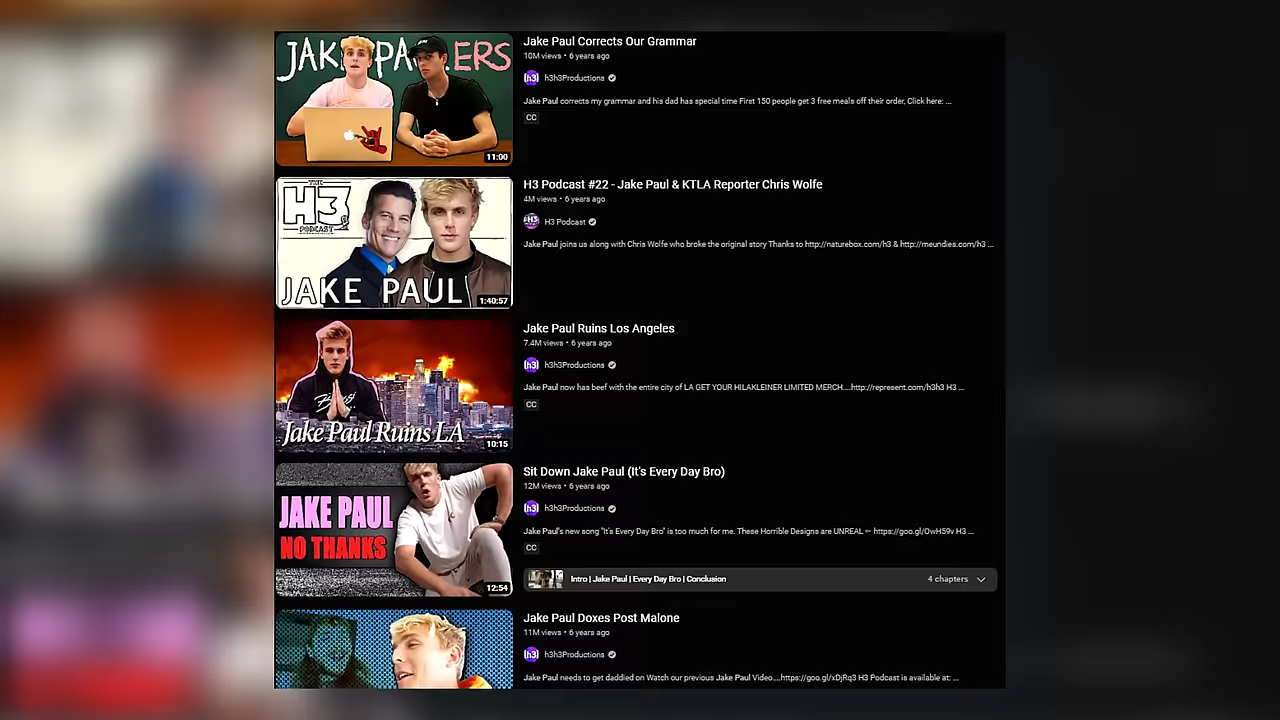 JAKE PAULERS
11:00
Jake Paul Corrects Our Grammar
10M views • 6 years ago
h3 h3h3Productions
Jake Paul corrects my grammar and his dad has special time First 150 people get 3 free meals off their order, Click here: ...
CC
THE
H3
PODCAST
JAKE PAUL
1:40:57
H3 Podcast #22 - Jake Paul & KTLA Reporter Chris Wolfe
4M views • 6 years ago
H3 H3 Podcast
Jake Paul joins us along with Chris Wolfe who broke the original story Thanks to http://naturebox.com/h3 & http://meundies.com/h3 ...
Jake Paul Ruins LA
10:15
Jake Paul Ruins Los Angeles
7.4M views • 6 years ago
h3 h3h3Productions
Jake Paul now has beef with the entire city of LA GET YOUR HILAKLEINER LIMITED MERCH....http://represent.com/h3h3 H3 ...
CC
JAKE PAUL
NO THANKS
12:54
Sit Down Jake Paul (It's Every Day Bro)
12M views • 6 years ago
h3 h3h3Productions
Jake Paul's new song "It's Every Day Bro" is too much for me. These Horrible Designs are UNREAL ➵ https://goo.gl/OwH59v H3 ...
CC
Intro | Jake Paul | Every Day Bro | Conclusion
4 chapters
Jake Paul Doxes Post Malone
11M views • 6 years ago
h3 h3h3Productions
Jake Paul needs to get daddied on Watch our previous Jake Paul Video....https://goo.gl/xDjRq3 H3 Podcast is available at: ...